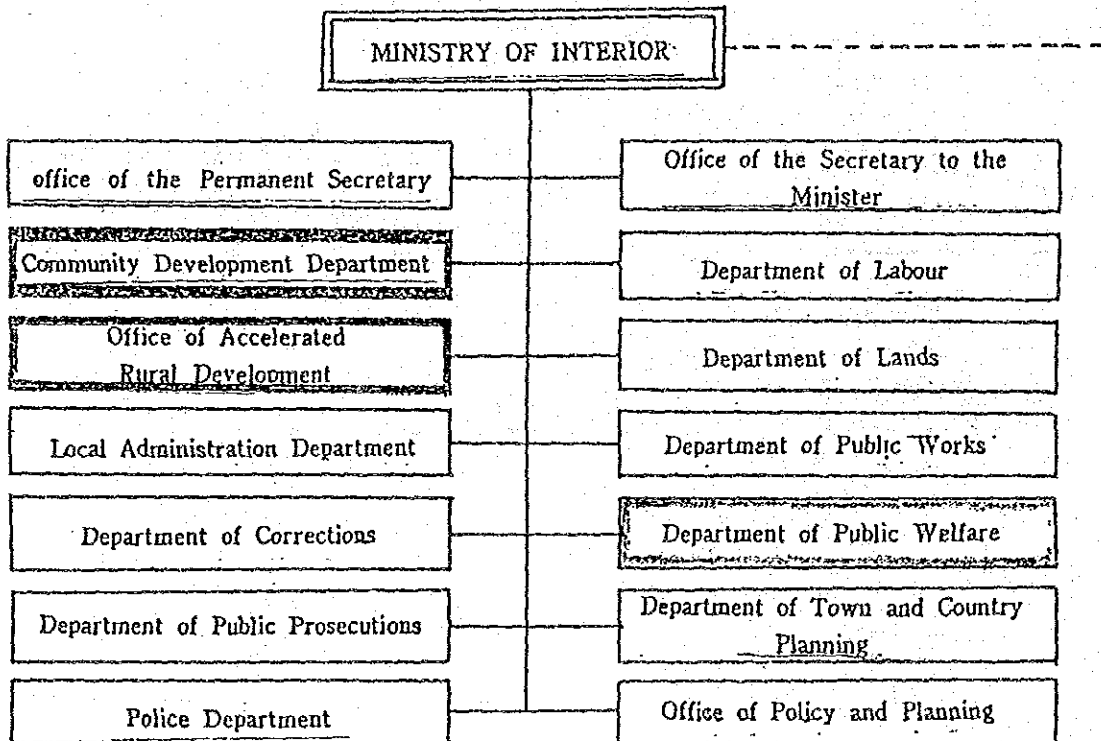 MINISTRY OF INTERIOR
office of the Permanent Secretary
Office of the Secretary to the
Minister
Community Development Department
Department of Labour
Office of Accelerated
Rural Development
Department of Lands
Local Administration Department
Department of Public Works
Department of Corrections
Department of Public Welfare
Department of Public Prosecutions
Department of Town and Country
Planning
Police Department
Office of Policy and Planning